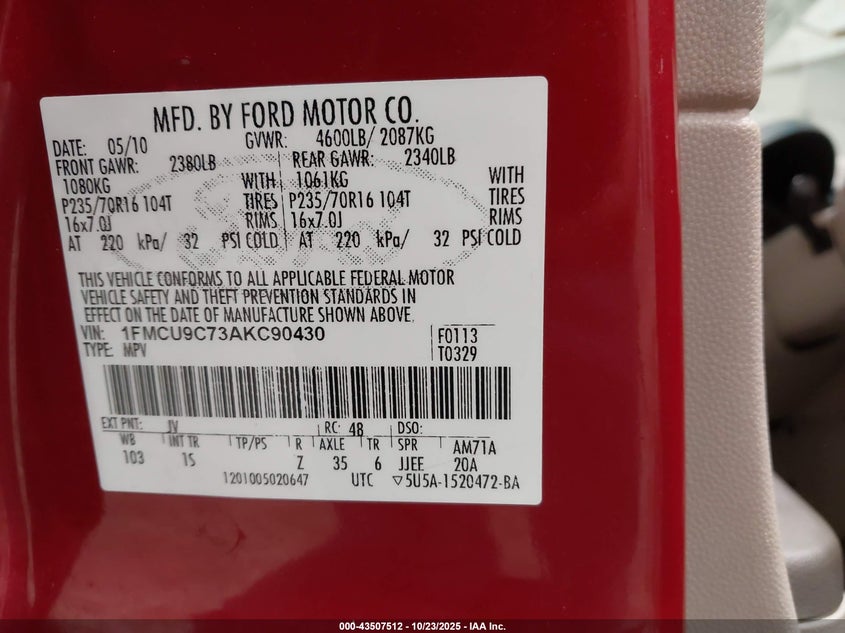 MFD. BY FORD MOTOR CO.
DATE: 05/10 GVWR: 4600LB/ 2087KG
FRONT GAWR: 2380LB REAR GAWR: 2340LB
1080KG WITH 1061KG WITH
P235/70R16 104T TIRES P235/70R16 104T TIRES
16x7.0J RIMS 16x7.0J RIMS
AT 220 kPa/ 32 PSI COLD AT 220 kPa/ 32 PSI COLD
THIS VEHICLE CONFORMS TO ALL APPLICABLE FEDERAL MOTOR
VEHICLE SAFETY AND THEFT PREVENTION STANDARDS IN
EFFECT ON THE DATE OF MANUFACTURE SHOWN ABOVE.
VIN: 1FMCU9C73AKC90430 F0113
TYPE: MPV T0329
EXT PNT: JV RC: 48 DSO:
WB INT TR TP/PS R AXLE TR SPR AM71A
103 1S Z 35 6 JJEE 20A
1201005020647 UTC ▽5U5A-1520472-BA
000-43507512 - 10/23/2025 - IAA Inc.